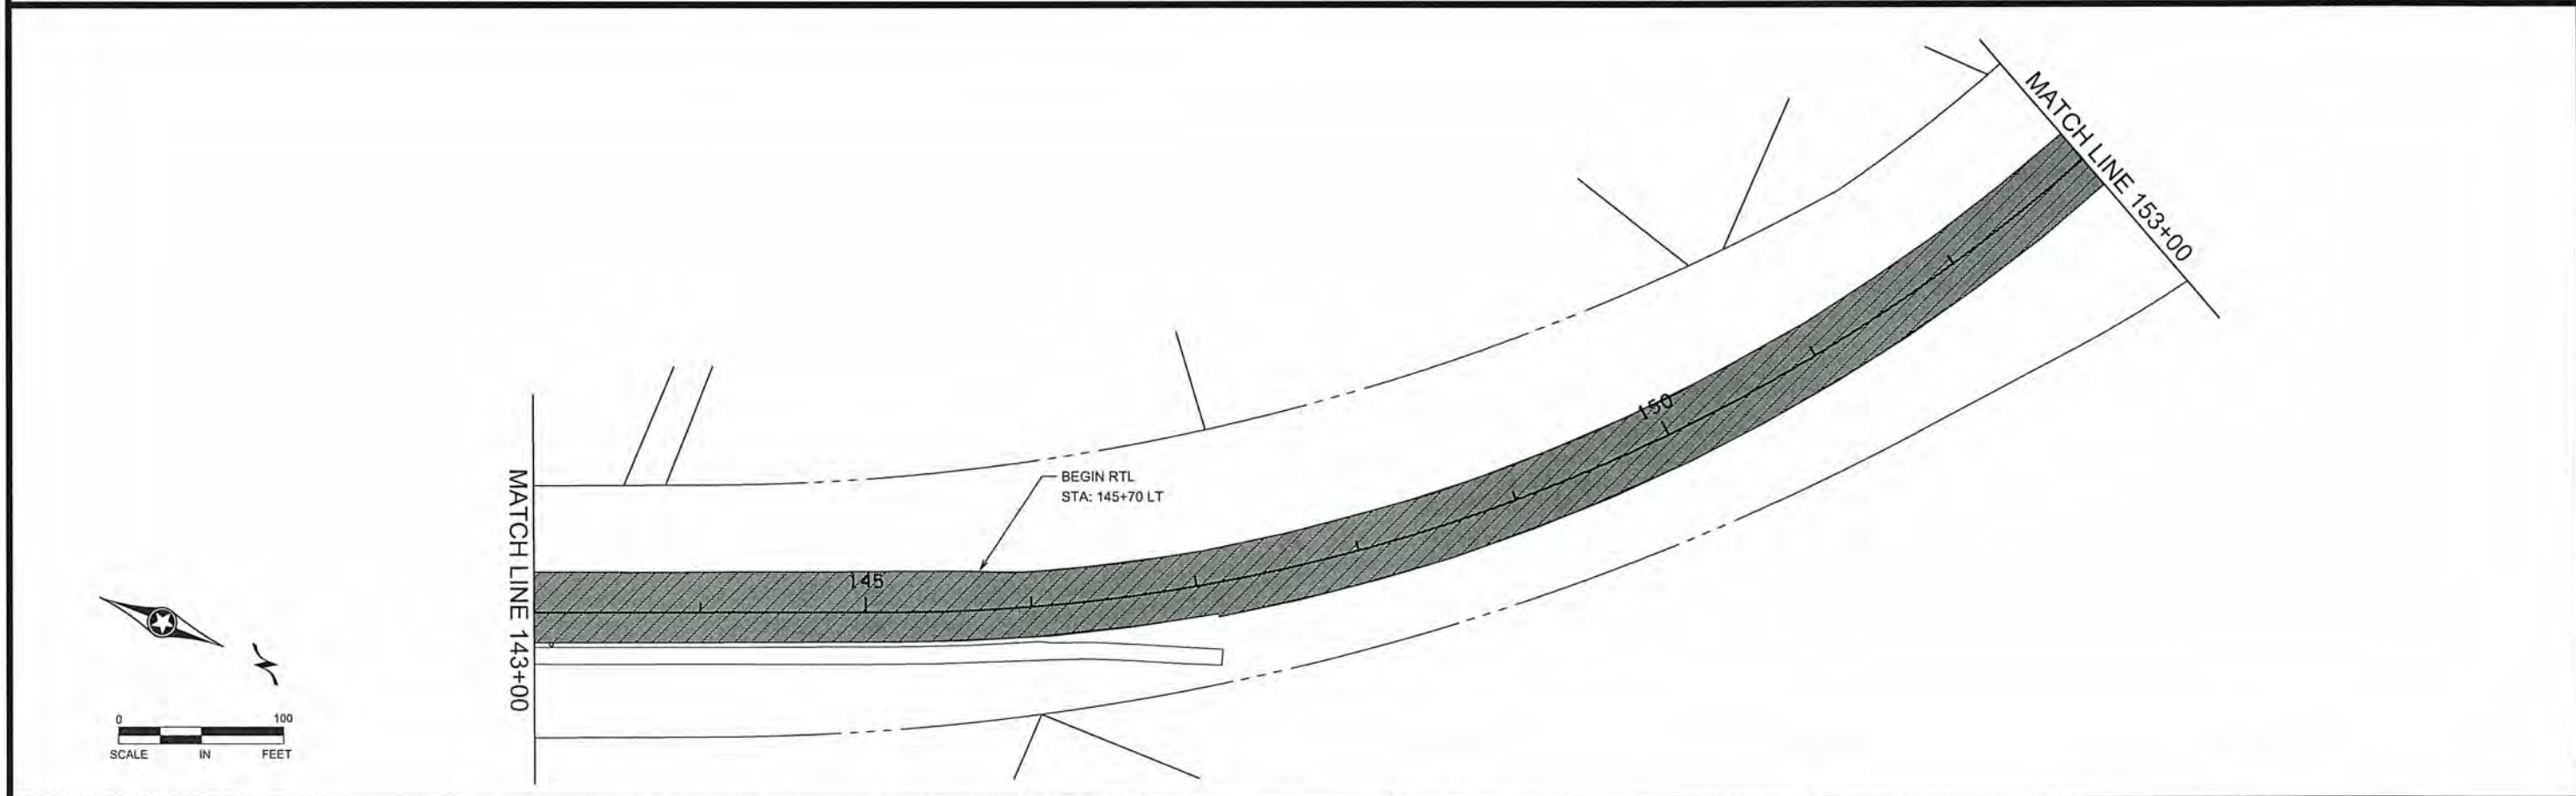 MATCH LINE 153+00
150
BEGIN RTL
STA: 145+70 LT
145
MATCH LINE 143+00
0 100
SCALE IN FEET